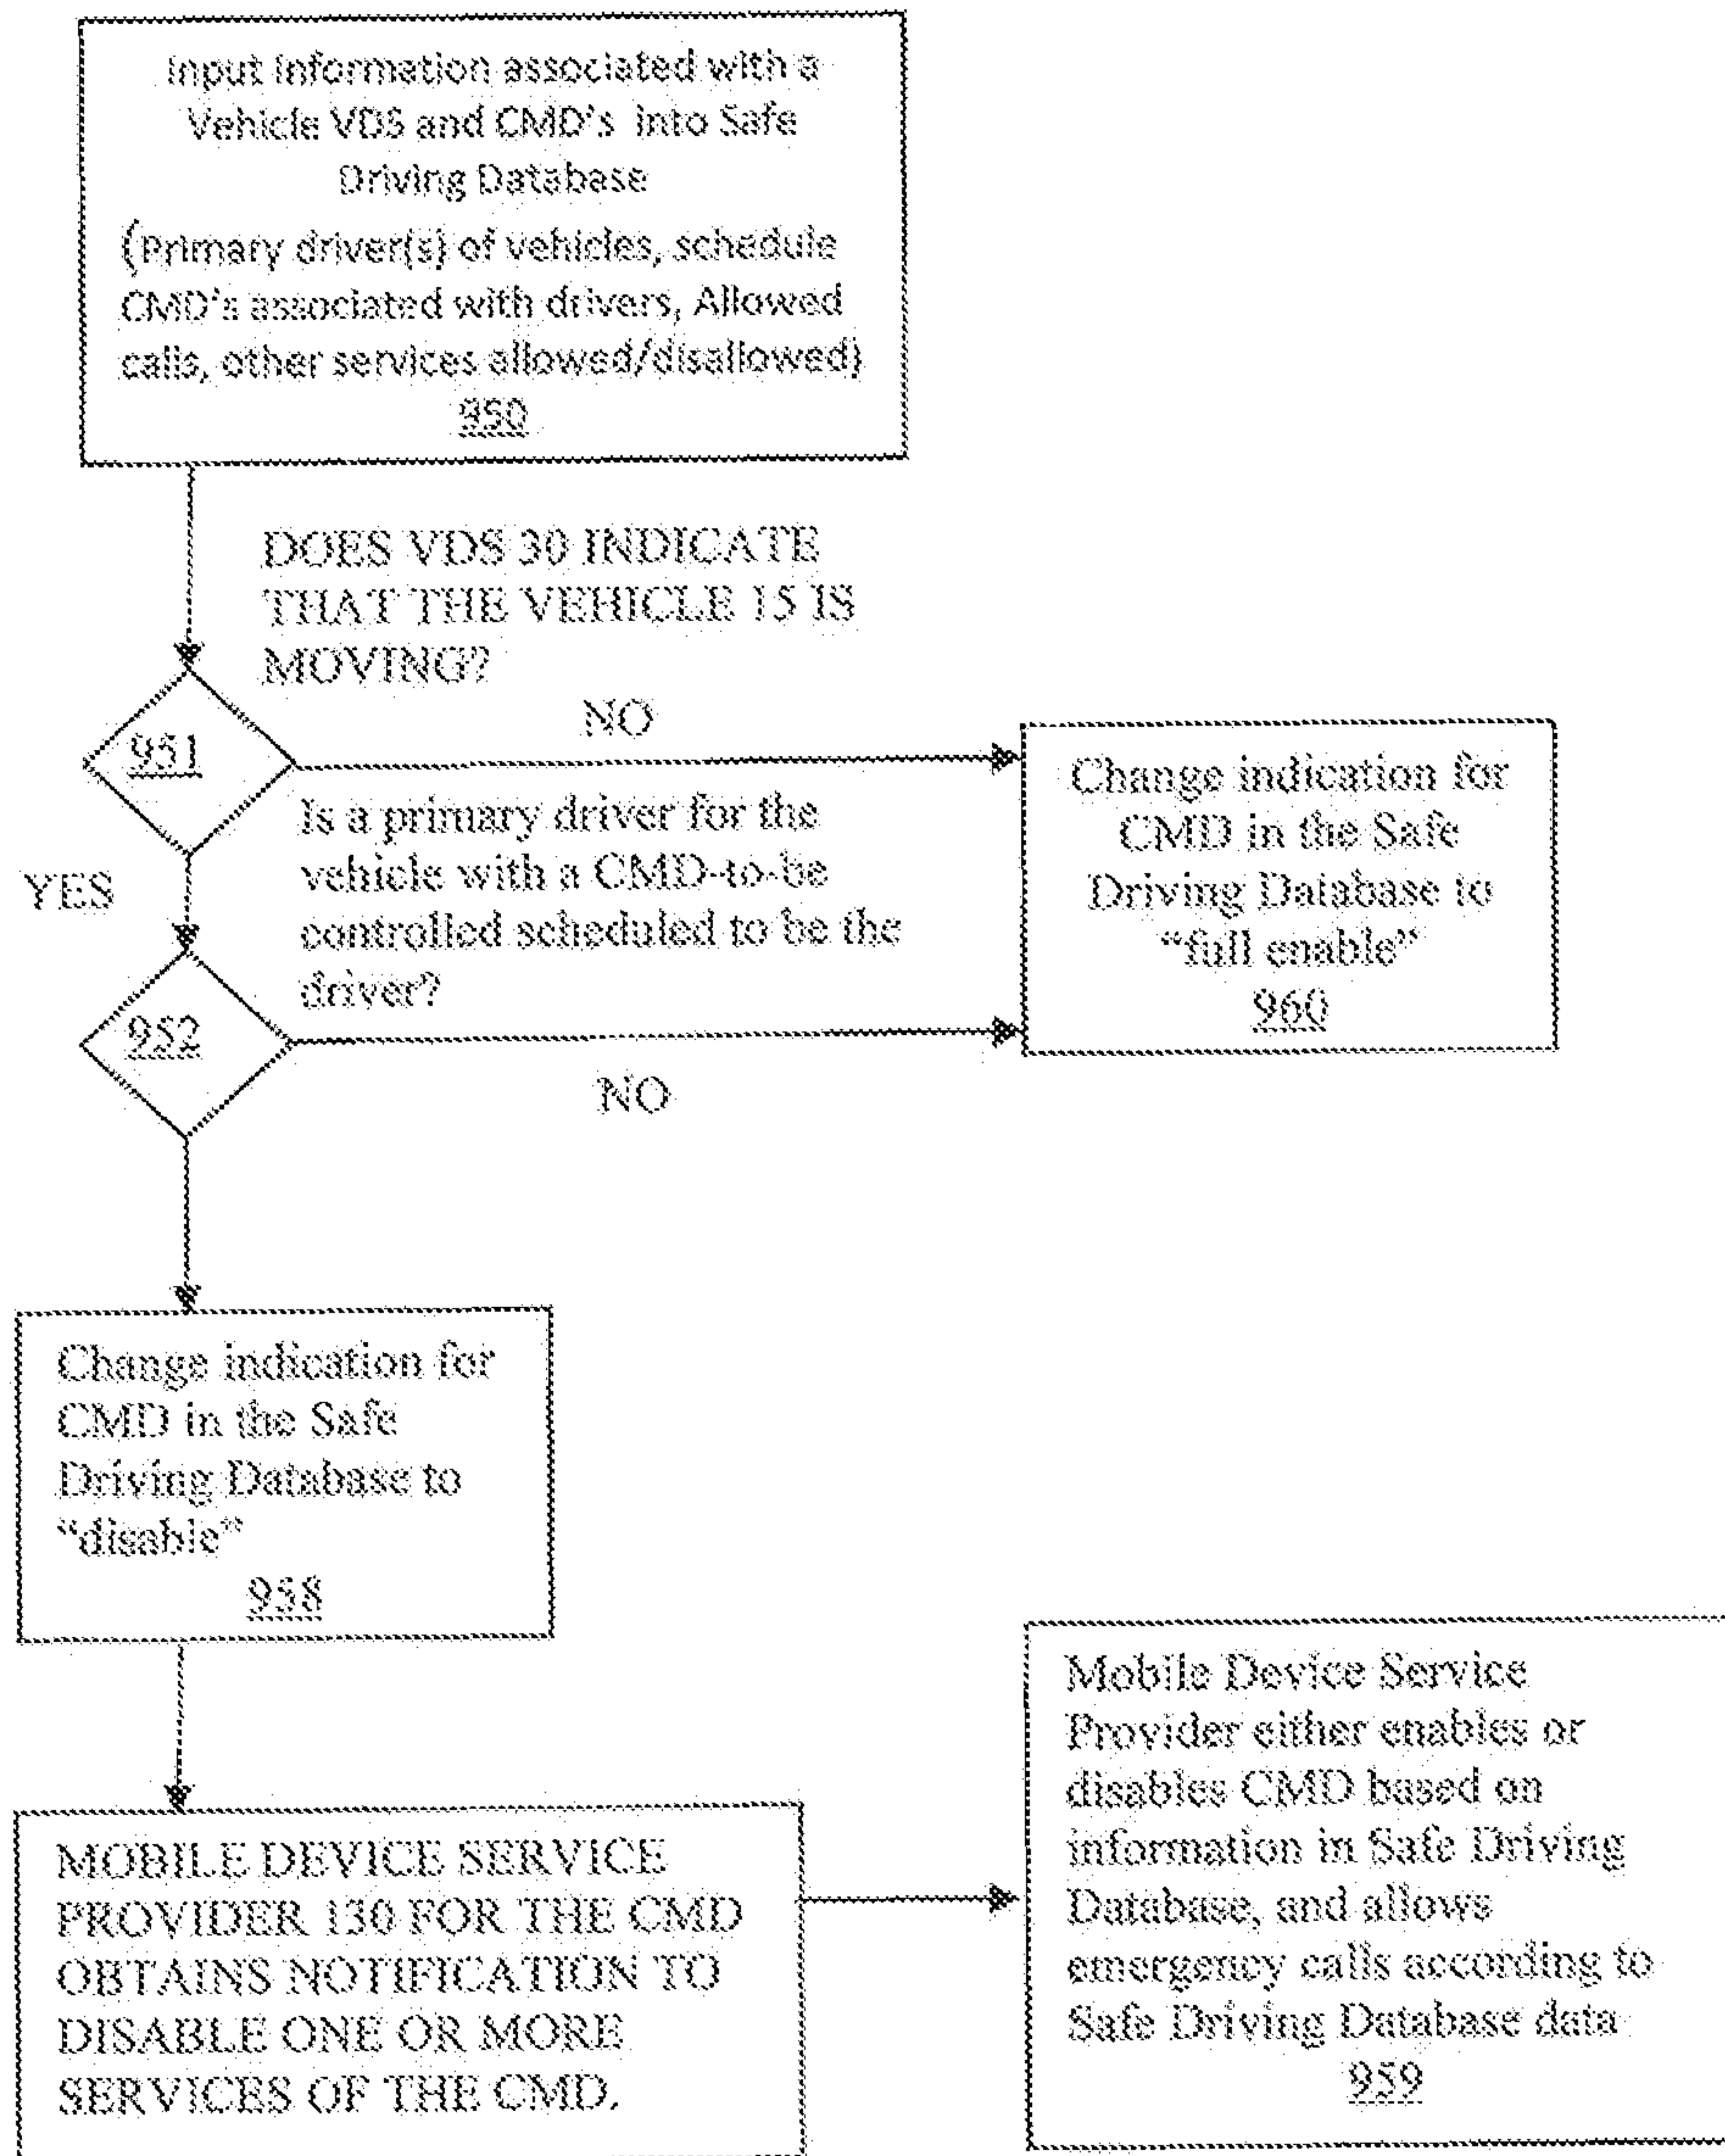 Input Information associated with a
Vehicle VDS and CMD's into Safe
Driving Database
(Primary driver(s) of vehicles, schedule
CMD's associated with drivers, Allowed
calls, other services allowed/disallowed)
950
DOES VDS 30 INDICATE
THAT THE VEHICLE 15 IS
MOVING?
NO
951
YES
Is a primary driver for the
vehicle with a CMD-to-be
controlled scheduled to be the
driver?
Change indication for
CMD in the Safe
Driving Database to
“full enable”
960
952
NO
Change indication for
CMD in the Safe
Driving Database to
“disable”
958
MOBILE DEVICE SERVICE
PROVIDER 130 FOR THE CMD
OBTAINS NOTIFICATION TO
DISABLE ONE OR MORE
SERVICES OF THE CMD.
Mobile Device Service
Provider either enables or
disables CMD based on
information in Safe Driving
Database, and allows
emergency calls according to
Safe Driving Database data
959